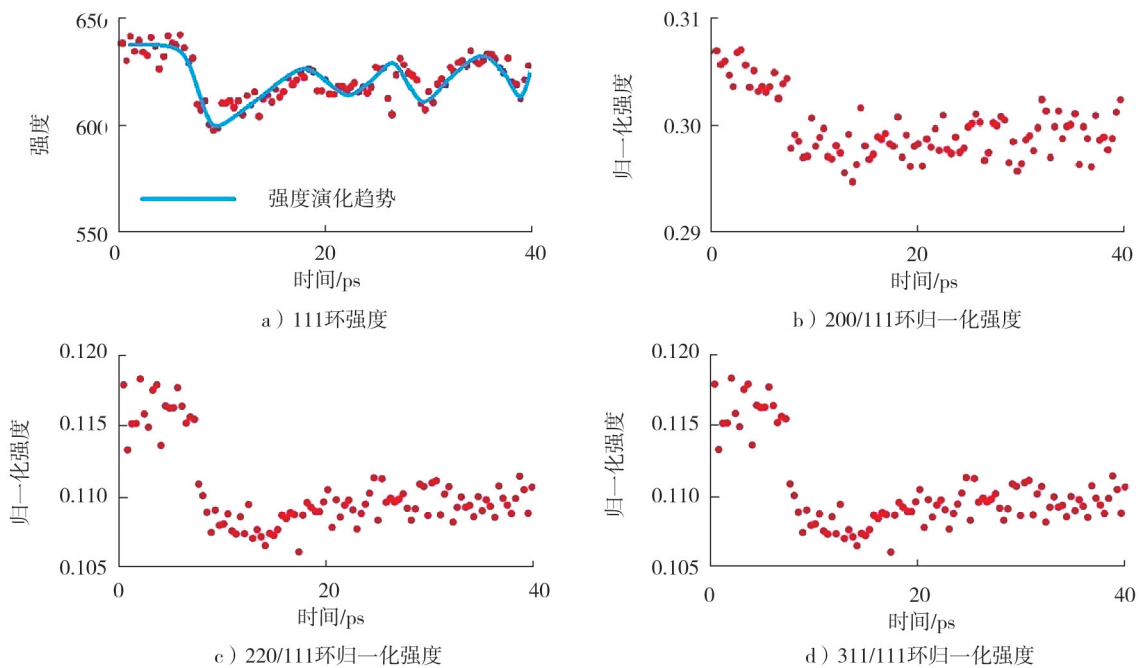 650
600
550
强度
强度演化趋势
0
20
40
时间/ps
a）111环强度
0.31
0.30
0.29
归一化强度
0
20
40
时间/ps
b）200/111环归一化强度
0.120
0.115
0.110
0.105
归一化强度
0
20
40
时间/ps
c）220/111环归一化强度
0.120
0.115
0.110
0.105
归一化强度
0
20
40
时间/ps
d）311/111环归一化强度